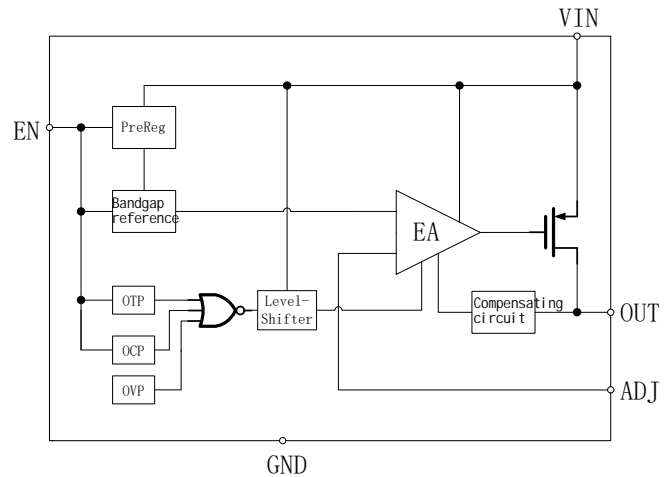 VIN
EN
PreReg
Bandgap
reference
EA
OTP
Level-
Shifter
Compensating
circuit
OUT
OCP
OVP
ADJ
GND